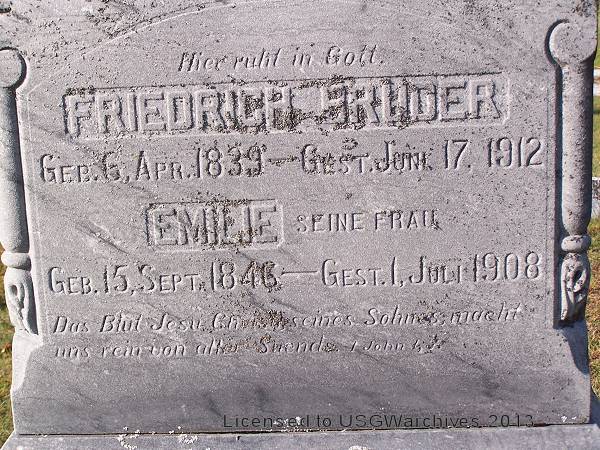 Hier ruht in Gott.
FRIEDRICH BRUDER
GEB. 6, APR. 1839 — GEST. JUNI 17, 1912
EMILIE SEINE FRAU
GEB. 15, SEPT. 1846 — GEST. 1, JULI 1908
Das Blut Jesu Christi seines Sohnes, macht
uns rein von aller Suende. 1 John
Licensed to USGWarchives 2013